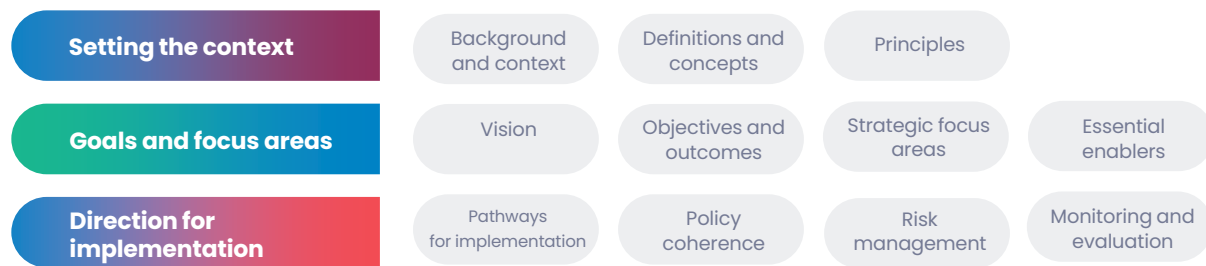 Setting the context
Background
and context
Definitions and
concepts
Principles
Goals and focus areas
Vision
Objectives and
outcomes
Strategic focus
areas
Essential
enablers
Direction for
implementation
Pathways
for implementation
Policy
coherence
Risk
management
Monitoring and
evaluation